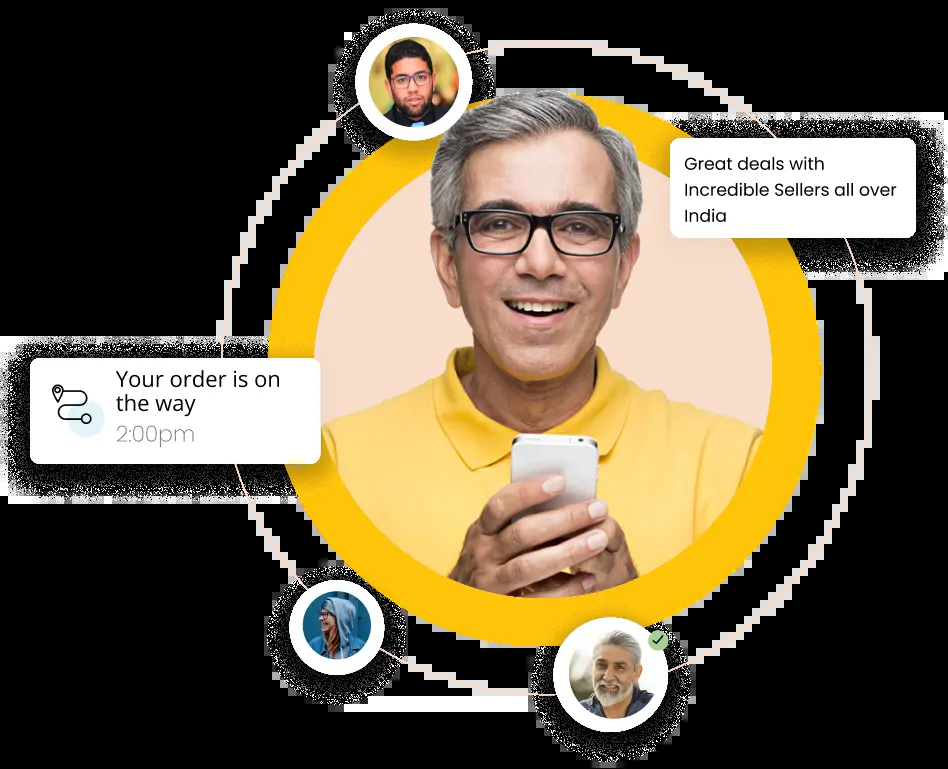 Great deals with
Incredible Sellers all over
India
Your order is on
the way
2:00pm